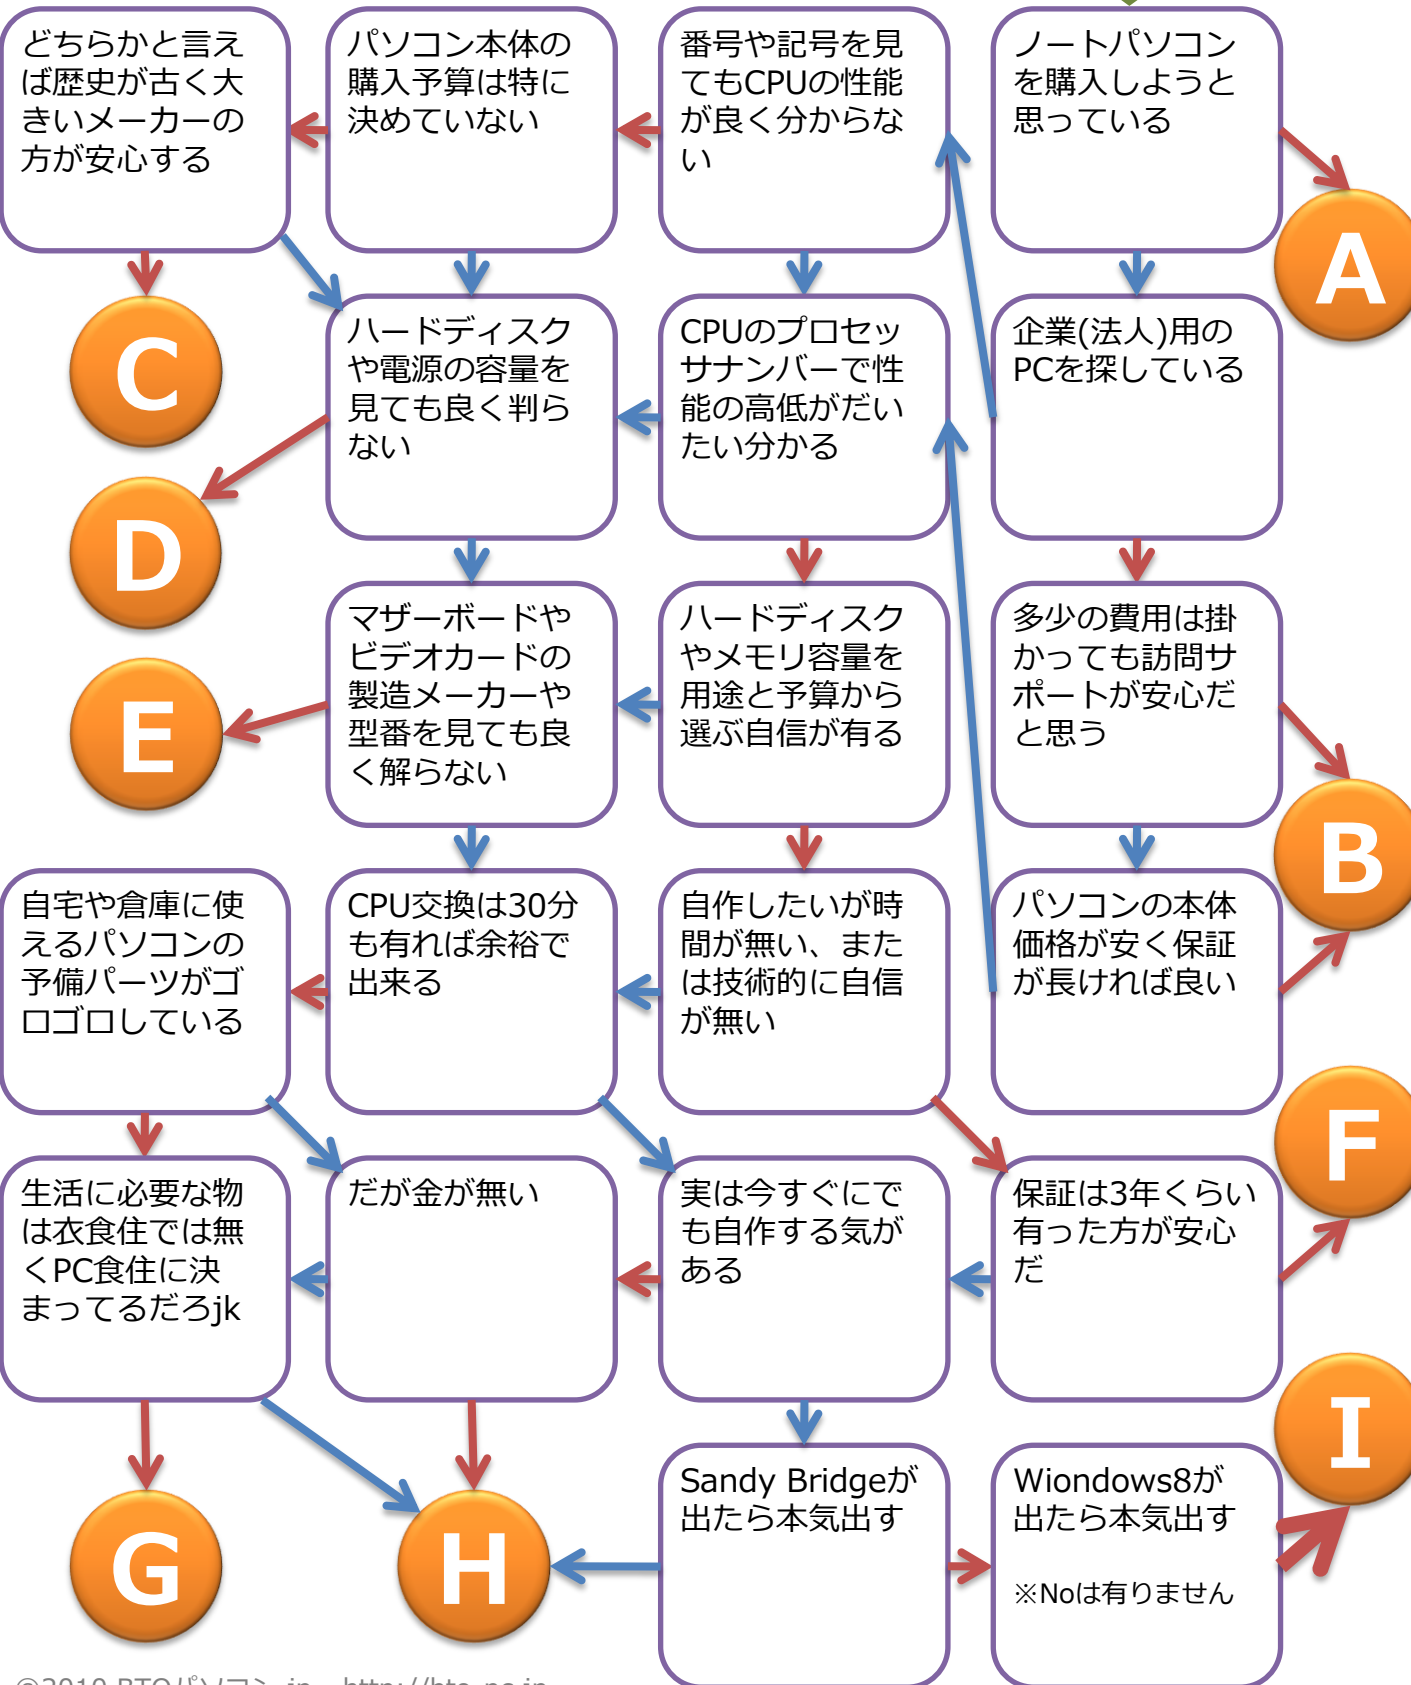 どちらかと言え
ば歴史が古く大
きいメーカーの
方が安心する
パソコン本体の
購入予算は特に
決めていない
番号や記号を見
てもCPUの性能
が良く分からな
い
ノートパソコン
を購入しようと
思っている
A
C
ハードディスク
や電源の容量を
見ても良く判ら
ない
CPUのプロセッ
サナンバーで性
能の高低がだい
たい分かる
企業(法人)用の
PCを探している
D
E
マザーボードや
ビデオカードの
製造メーカーや
型番を見ても良
く解らない
ハードディスク
やメモリ容量を
用途と予算から
選ぶ自信が有る
多少の費用は掛
かっても訪問サ
ポートが安心だ
と思う
B
自宅や倉庫に使
えるパソコンの
予備パーツがゴ
ロゴロしている
CPU交換は30分
も有れば余裕で
出来る
自作したいが時
間が無い、また
は技術的に自信
が無い
パソコンの本体
価格が安く保証
が長ければ良い
F
生活に必要な物
は衣食住では無
くPC食住に決
まってるだろjk
だが金が無い
実は今すぐにで
も自作する気が
ある
保証は3年くらい
有った方が安心
だ
I
G
H
Sandy Bridgeが
出たら本気出す
Wiondows8が
出たら本気出す
※Noは有りません
©2010 BTOパソコン.jp http://bto-pc.jp